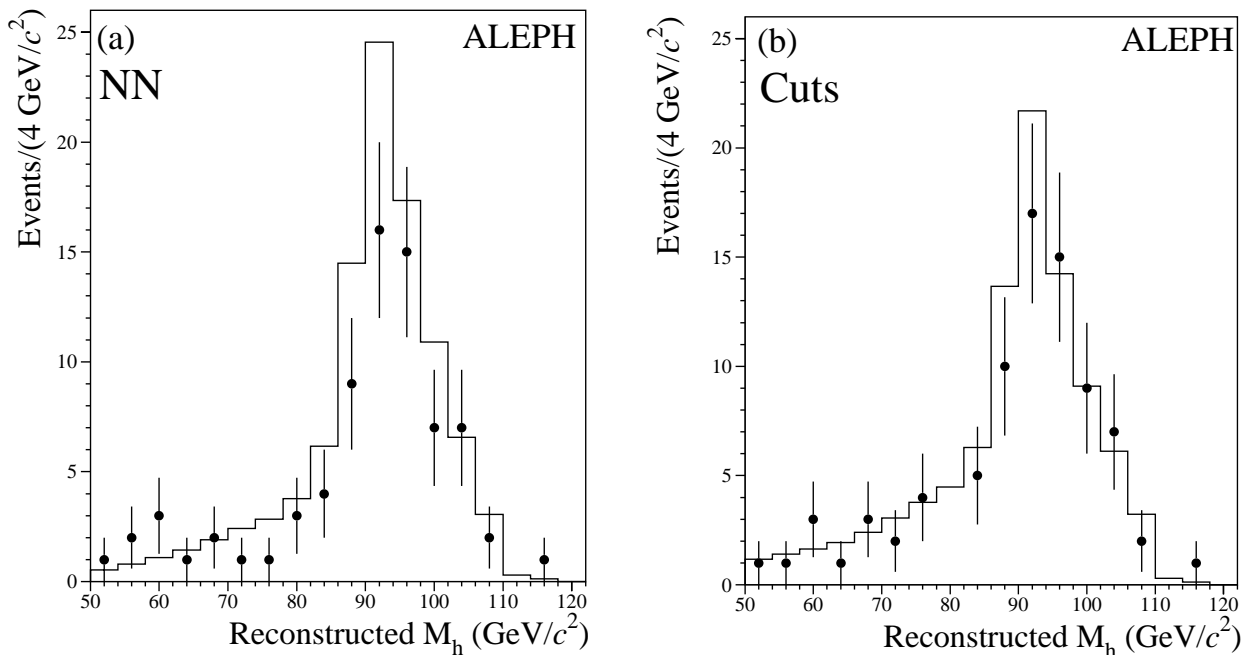 (a)
ALEPH
NN
Events/(4 GeV/c²)
25
20
15
10
5
0
50 60 70 80 90 100 110 120
Reconstructed M_h (GeV/c²)
(b)
ALEPH
Cuts
Events/(4 GeV/c²)
25
20
15
10
5
0
50 60 70 80 90 100 110 120
Reconstructed M_h (GeV/c²)